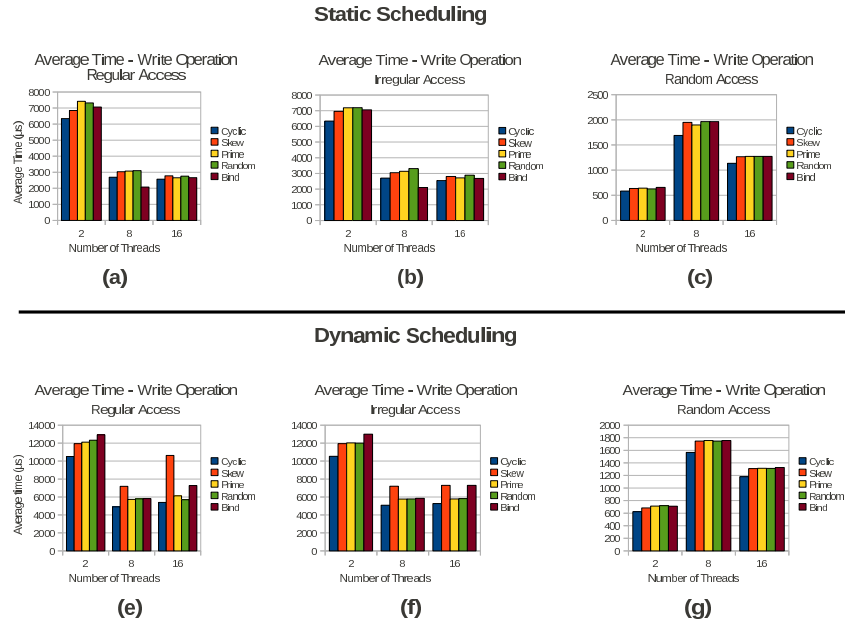 Static Scheduling
Average Time - Write Operation
Regular Access
8000
7000
6000
5000
4000
3000
2000
1000
0
Average Time (µs)
2 8 16
Number of Threads
Cyclic
Skew
Prime
Random
Bind
(a)
Average Time - Write Operation
Irregular Access
8000
7000
6000
5000
4000
3000
2000
1000
0
2 8 16
Number of Threads
Cyclic
Skew
Prime
Random
Bind
(b)
Average Time - Write Operation
Random Access
2500
2000
1500
1000
500
0
2 8 16
Number of Threads
Cyclic
Skew
Prime
Random
Bind
(c)
Dynamic Scheduling
Average Time - Write Operation
Regular Access
14000
12000
10000
8000
6000
4000
2000
0
Average time (µs)
2 8 16
Number of Threads
Cyclic
Skew
Prime
Random
Bind
(e)
Average Time - Write Operation
Irregular Access
14000
12000
10000
8000
6000
4000
2000
0
2 8 16
Number of Threads
Cyclic
Skew
Prime
Random
Bind
(f)
Average Time - Write Operation
Random Access
2000
1800
1600
1400
1200
1000
800
600
400
200
0
2 8 16
Number of Threads
Cyclic
Skew
Prime
Random
Bind
(g)